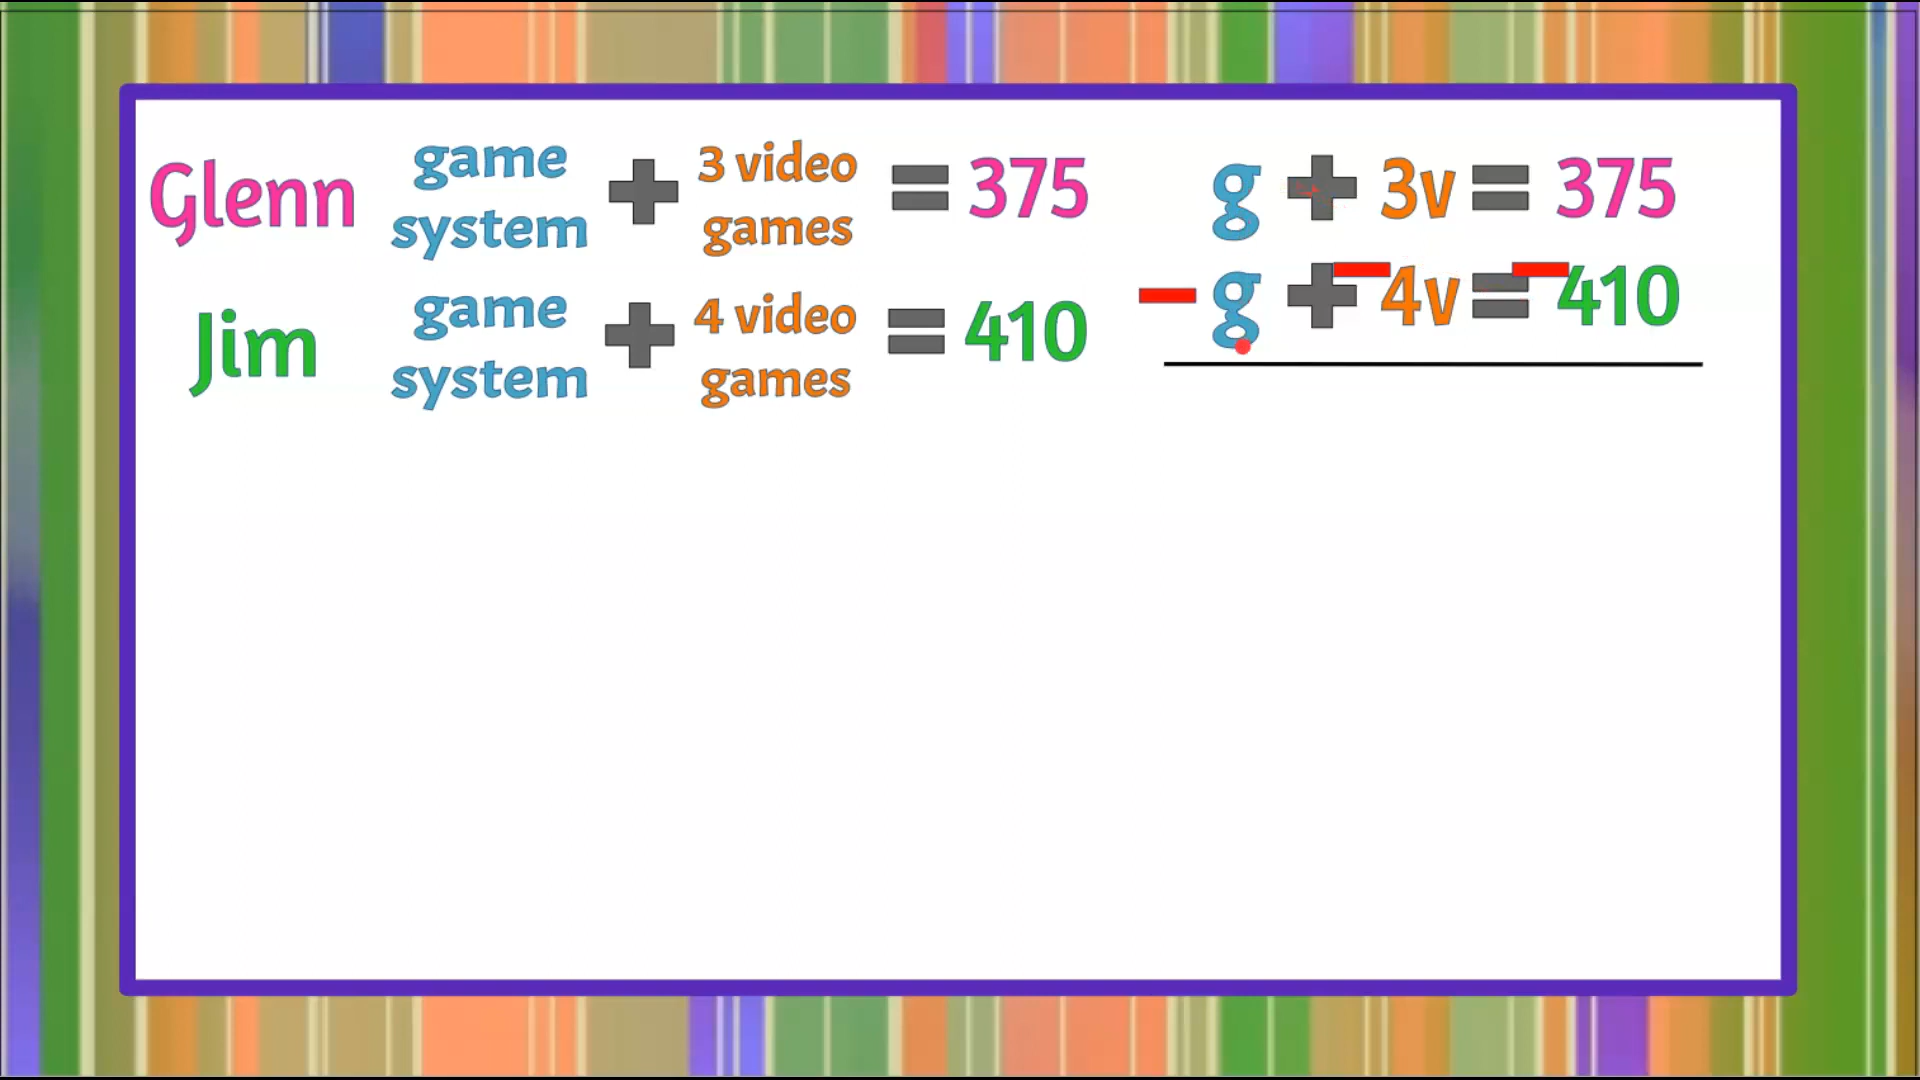 Glenn game system + 3 video games = 375
Jim game system + 4 video games = 410
g + 3v = 375
- g + - 4v = - 410